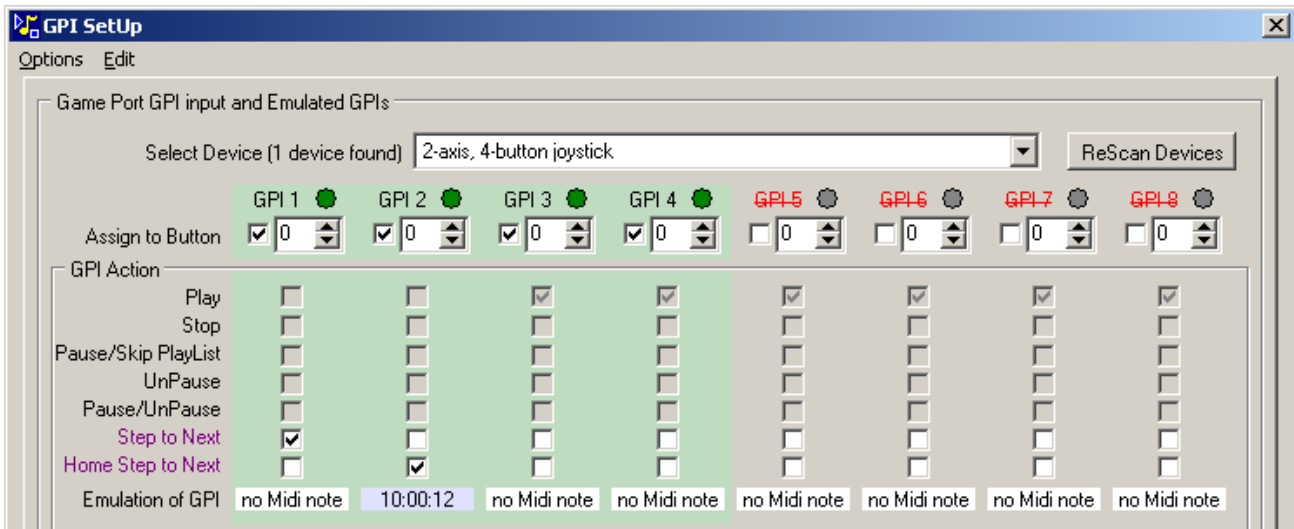 GPI SetUp
Options Edit
Game Port GPI input and Emulated GPIs
Select Device (1 device found) 2-axis, 4-button joystick ReScan Devices
GPI 1 GPI 2 GPI 3 GPI 4 GPI 5 GPI 6 GPI 7 GPI 8
Assign to Button 0 0 0 0 0 0 0 0
GPI Action
Play
Stop
Pause/Skip PlayList
UnPause
Pause/UnPause
Step to Next
Home Step to Next
Emulation of GPI no Midi note 10:00:12 no Midi note no Midi note no Midi note no Midi note no Midi note no Midi note